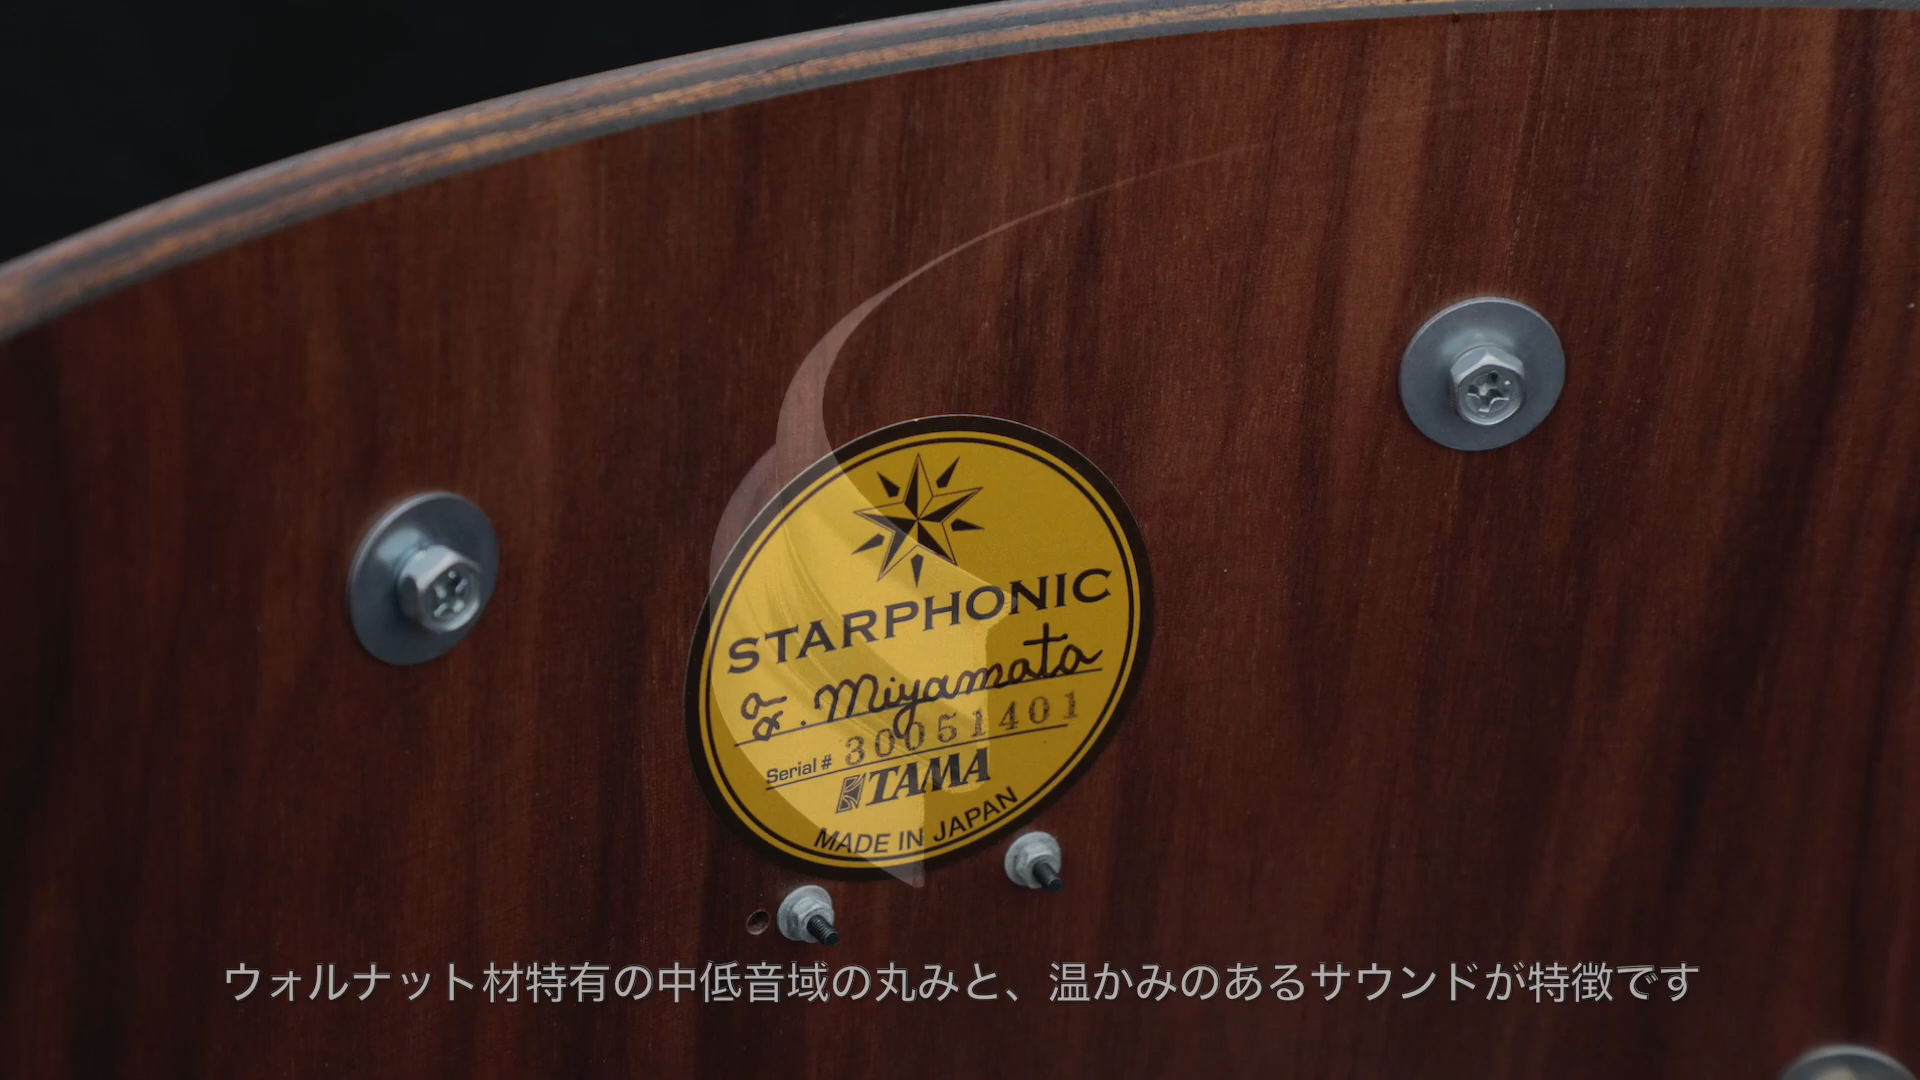 STARPHONIC
Miyamata
Serial # 30051401
TAMA
MADE IN JAPAN
ウォルナット材特有の中低音域の丸みと、温かみのあるサウンドが特徴です